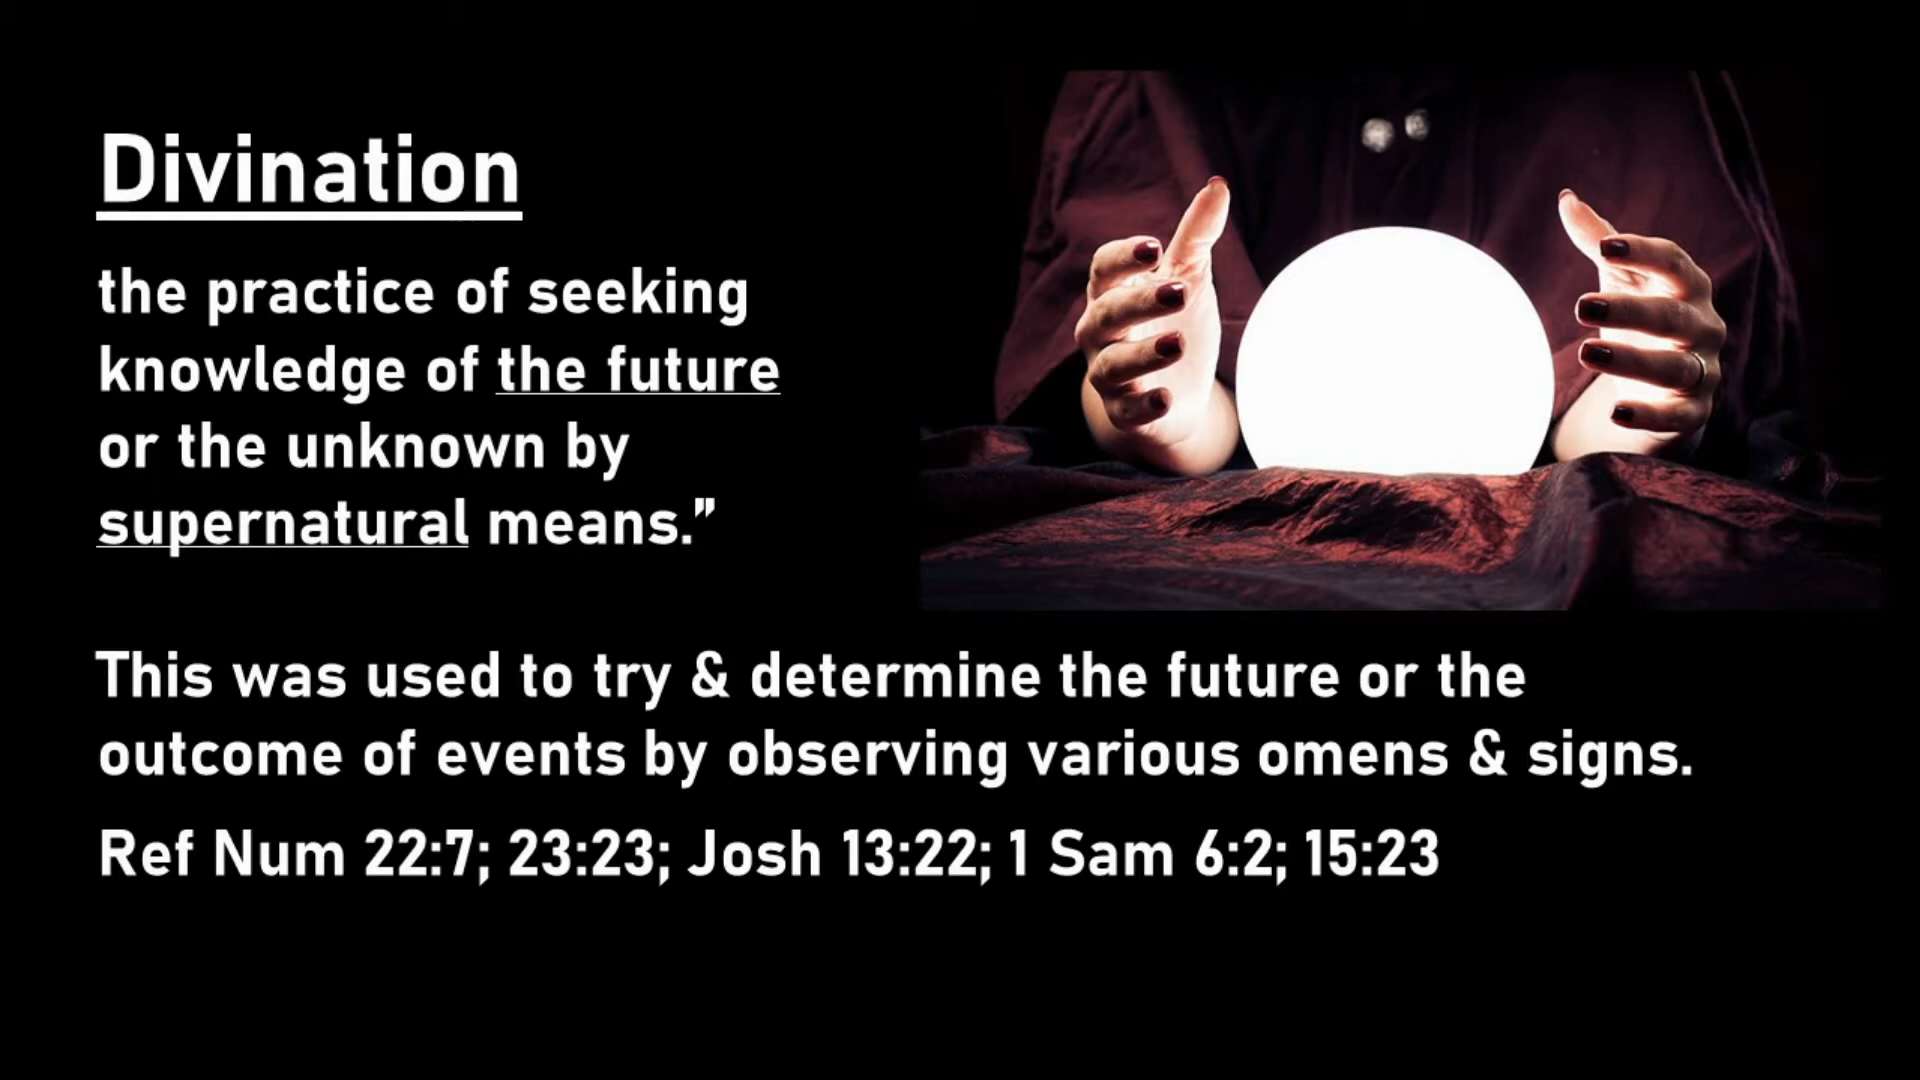 Divination
the practice of seeking
knowledge of the future
or the unknown by
supernatural means.”
This was used to try & determine the future or the
outcome of events by observing various omens & signs.
Ref Num 22:7; 23:23; Josh 13:22; 1 Sam 6:2; 15:23